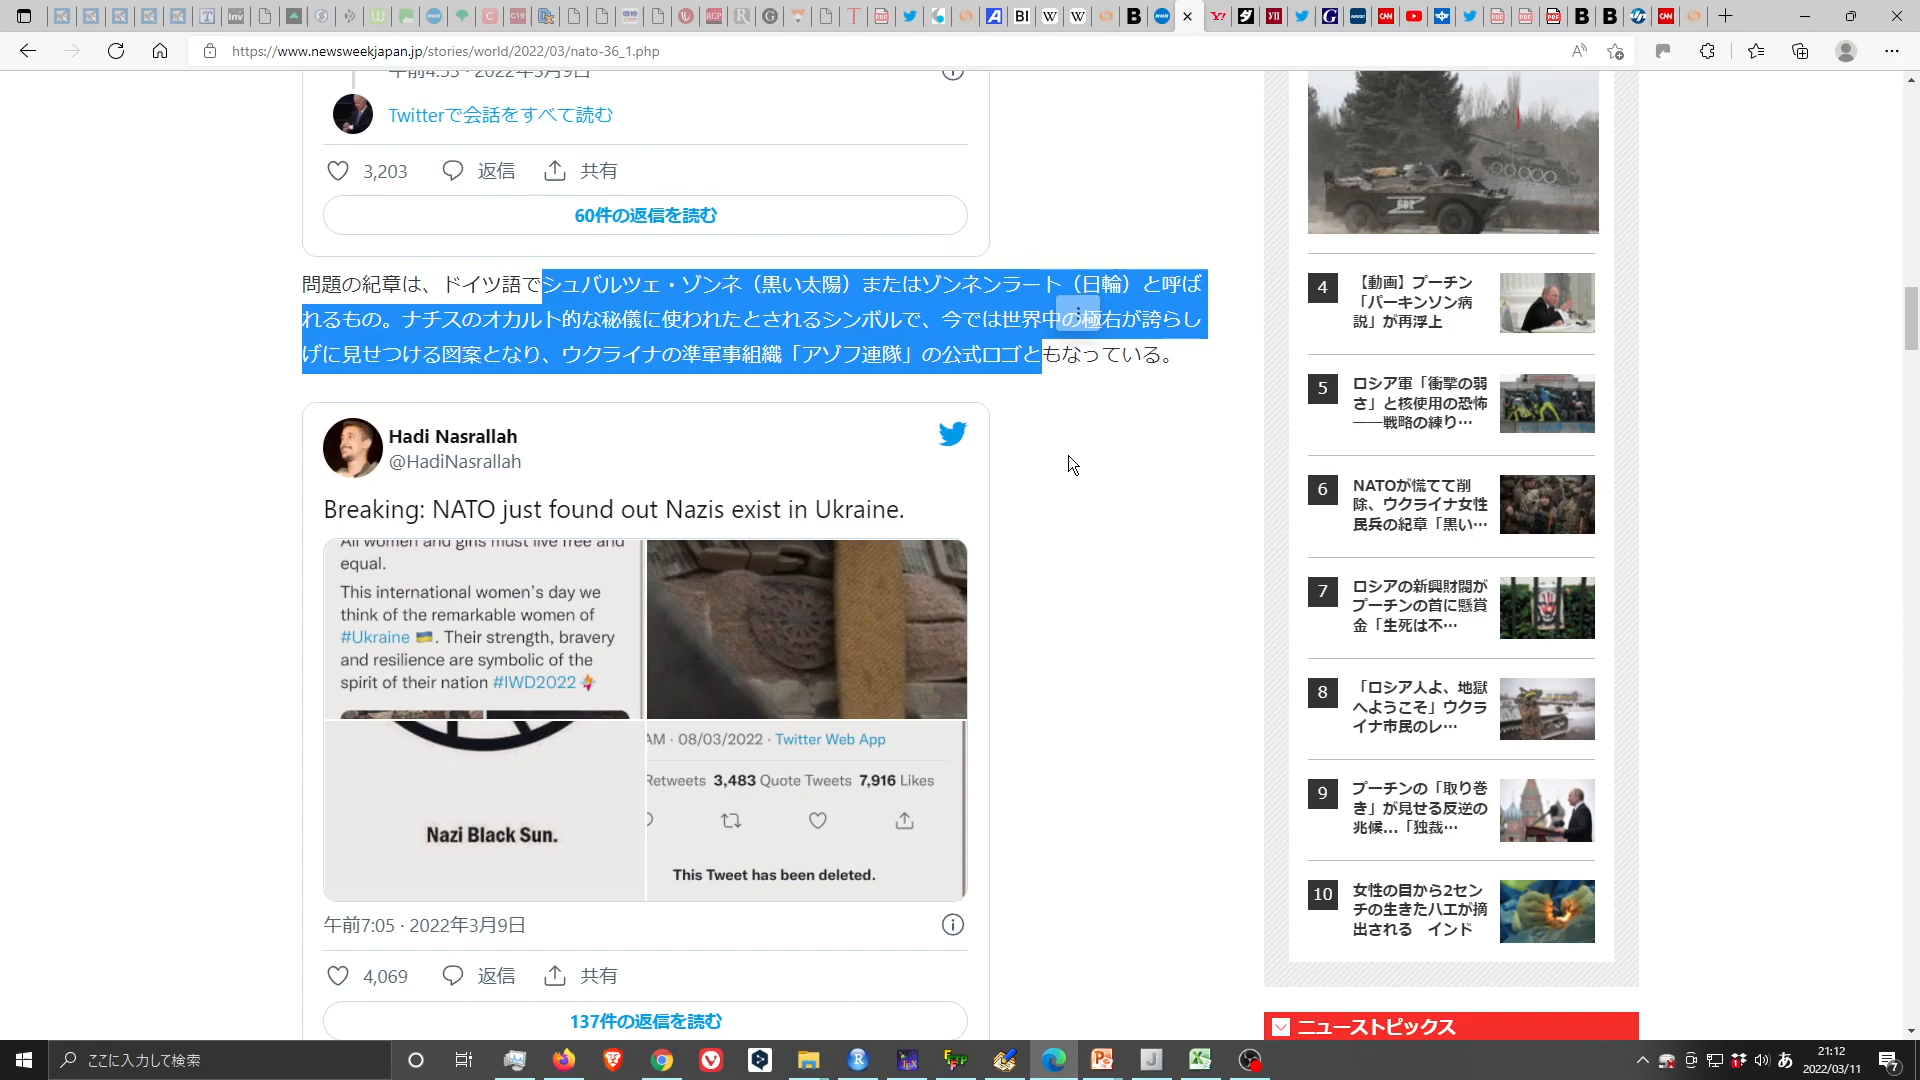 https://www.newsweekjapan.jp/stories/world/2022/03/nato-36_1.php
午前4:55 · 2022年3月9日
Twitterで会話をすべて読む
3,203 返信 共有
60件の返信を読む
問題の紀章は、ドイツ語でシュバルツェ・ゾンネ（黒い太陽）またはゾンネンラート（日輪）と呼ば
れるもの。ナチスのオカルト的な秘儀に使われたとされるシンボルで、今では世界中の極右が誇らし
げに見せつける図案となり、ウクライナの準軍事組織「アゾフ連隊」の公式ロゴともなっている。
Hadi Nasrallah
@HadiNasrallah
Breaking: NATO just found out Nazis exist in Ukraine.
All women and girls must live free and
equal.
This international women's day we
think of the remarkable women of
#Ukraine. Their strength, bravery
and resilience are symbolic of the
spirit of their nation #IWD2022
Nazi Black Sun.
AM · 08/03/2022 · Twitter Web App
Retweets 3,483 Quote Tweets 7,916 Likes
This Tweet has been deleted.
午前7:05 · 2022年3月9日
4,069 返信 共有
137件の返信を読む
4
【動画】プーチン
「パーキンソン病
説」が再浮上
5
ロシア軍「衝撃の弱
さ」と核使用の恐怖
——戦略の練り…
6
NATOが慌てて削
除、ウクライナ女性
民兵の紀章「黒い…
7
ロシアの新興財閥が
プーチンの首に懸賞
金「生死は不…
8
「ロシア人よ、地獄
へようこそ」ウクラ
イナ市民のレ…
9
プーチンの「取り巻
き」が見せる反逆の
兆候…「独裁…
10
女性の目から2セン
チの生きたハエが摘
出される　インド
ニューストピックス
ここに入力して検索
あ
21:12
2022/03/11
7